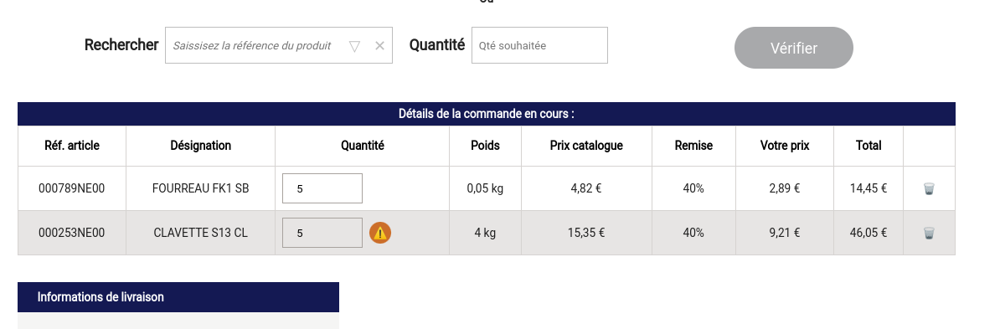 Rechercher Saisissez la référence du produit Quantité Qté souhaitée Vérifier
Détails de la commande en cours :
Réf. article Désignation Quantité Poids Prix catalogue Remise Votre prix Total
000789NE00 FOURREAU FK1 SB 5 0,05 kg 4,82 € 40% 2,89 € 14,45 €
000253NE00 CLAVETTE S13 CL 5 4 kg 15,35 € 40% 9,21 € 46,05 €
Informations de livraison